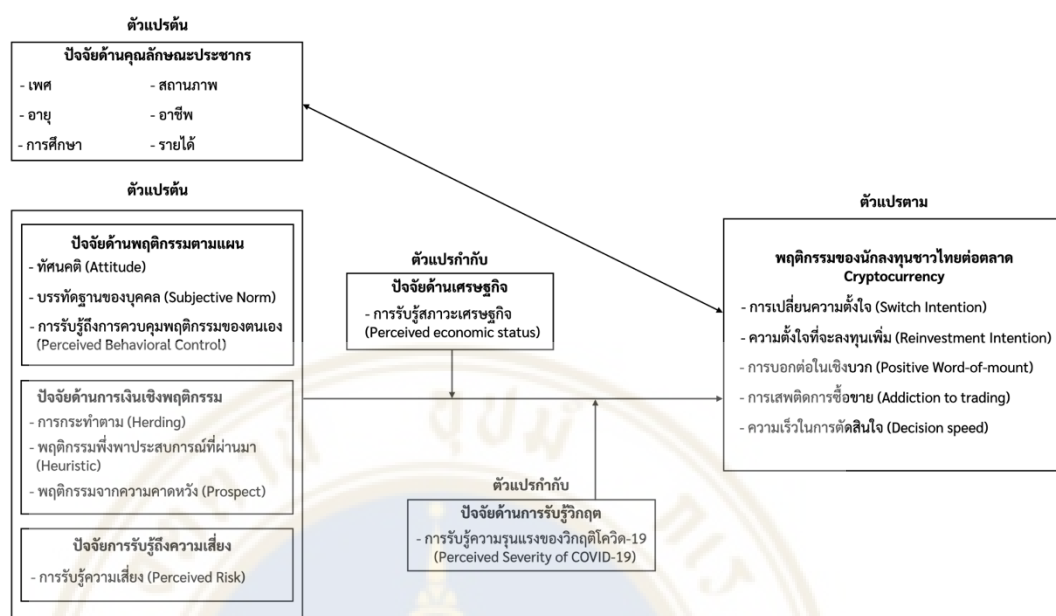 ตัวแปรต้น
ปัจจัยด้านคุณลักษณะประชากร
- เพศ - สถานภาพ
- อายุ - อาชีพ
- การศึกษา - รายได้
ตัวแปรต้น
ปัจจัยด้านพฤติกรรมตามแผน
- ทัศนคติ (Attitude)
- บรรทัดฐานของบุคคล (Subjective Norm)
- การรับรู้ถึงการควบคุมพฤติกรรมของตนเอง
(Perceived Behavioral Control)
ปัจจัยด้านการเงินเชิงพฤติกรรม
- การกระทำตาม (Herding)
- พฤติกรรมพึ่งพาประสบการณ์ที่ผ่านมา
(Heuristic)
- พฤติกรรมจากความคาดหวัง (Prospect)
ปัจจัยการรับรู้ถึงความเสี่ยง
- การรับรู้ความเสี่ยง (Perceived Risk)
ตัวแปรกำกับ
ปัจจัยด้านเศรษฐกิจ
- การรับรู้สภาวะเศรษฐกิจ
(Perceived economic status)
ตัวแปรกำกับ
ปัจจัยด้านการรับรู้วิกฤต
- การรับรู้ความรุนแรงของวิกฤติโควิด-19
(Perceived Severity of COVID-19)
ตัวแปรตาม
พฤติกรรมของนักลงทุนชาวไทยต่อตลาด
Cryptocurrency
- การเปลี่ยนความตั้งใจ (Switch Intention)
- ความตั้งใจที่จะลงทุนเพิ่ม (Reinvestment Intention)
- การบอกต่อในเชิงบวก (Positive Word-of-mount)
- การเสพติดการซื้อขาย (Addiction to trading)
- ความเร็วในการตัดสินใจ (Decision speed)